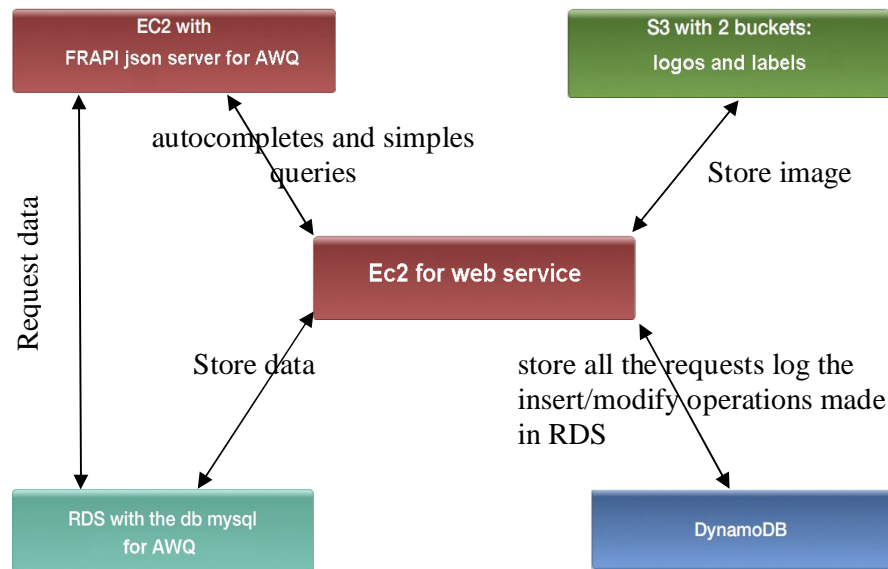 EC2 with
FRAPI json server for AWQ
S3 with 2 buckets:
logos and labels
autocompletes and simples
queries
Store image
Request data
Ec2 for web service
Store data
store all the requests log the
insert/modify operations made
in RDS
RDS with the db mysql
for AWQ
DynamoDB